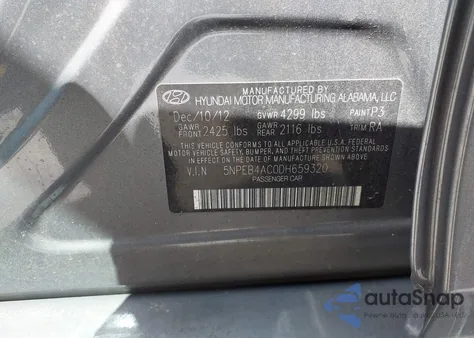 MANUFACTURED BY
HYUNDAI MOTOR MANUFACTURING ALABAMA, LLC
Dec/10/12 GVWR 4299 lbs PAINT P3
GAWR FRONT 2425 lbs GAWR REAR 2116 lbs TRIM RA
THIS VEHICLE CONFORMS TO ALL APPLICABLE U.S.A. FEDERAL
MOTOR VEHICLE SAFETY, BUMPER, AND THEFT PREVENTION STANDARDS
IN EFFECT ON THE DATE OF MANUFACTURE SHOWN ABOVE.
V.I.N 5NPEB4AC0DH659320
PASSENGER CAR
autoSnap